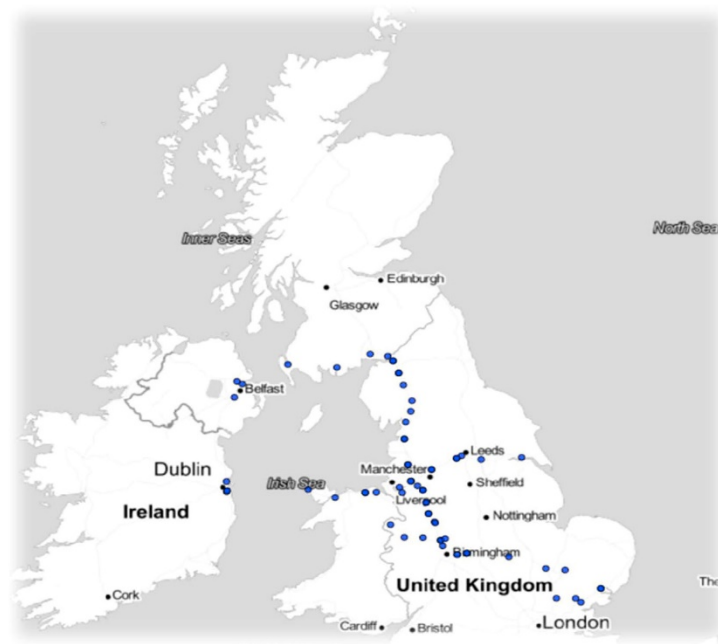 Inner Seas
North Sea
Edinburgh
Glasgow
Belfast
Dublin
Irish Sea
Manchester
Leeds
Liverpool
Sheffield
Ireland
Nottingham
Birmingham
The
United Kingdom
Cork
Cardiff
Bristol
London